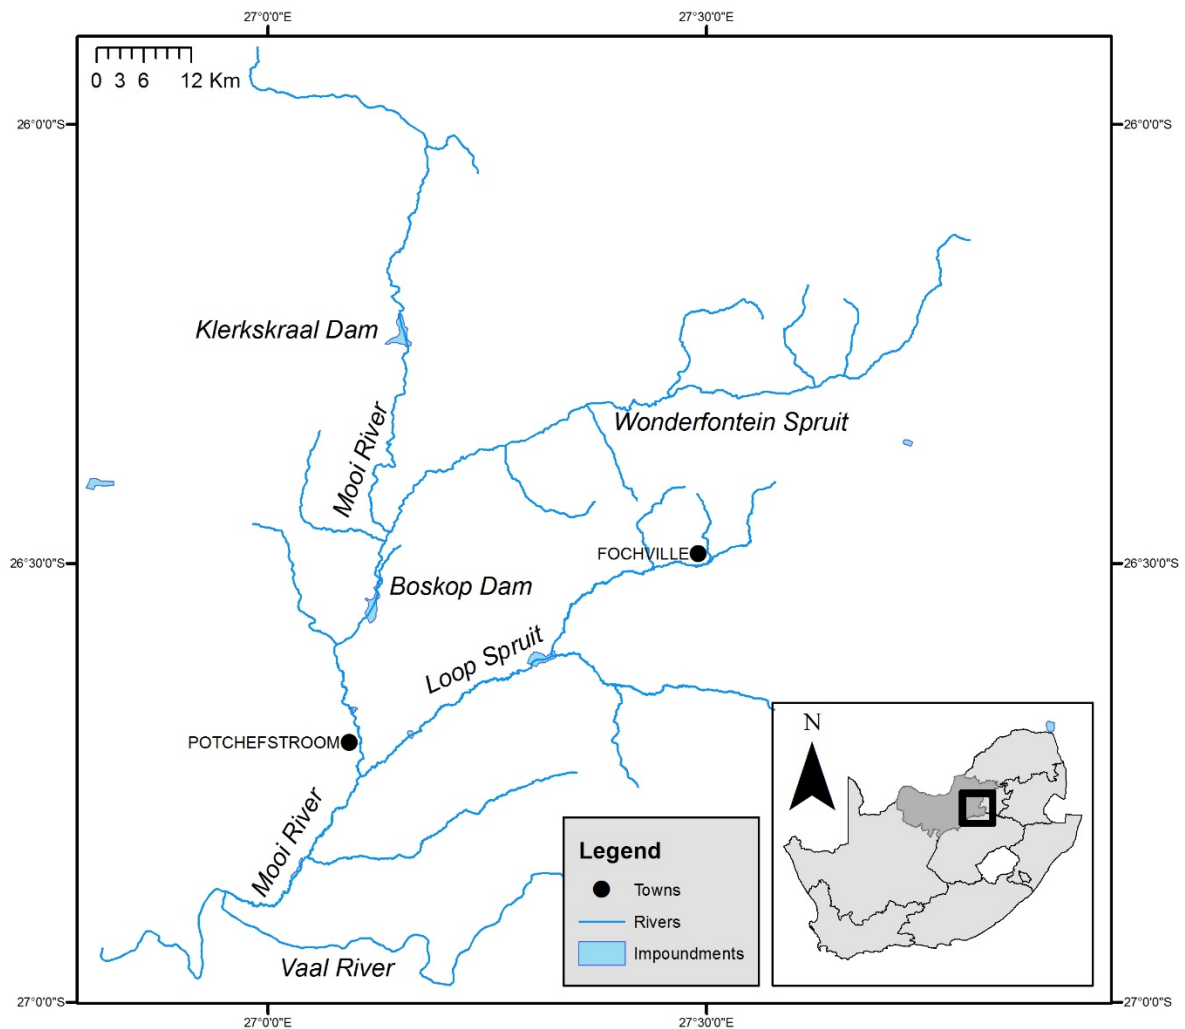 27°0'0"E
27°30'0"E
0 3 6 12 Km
26°0'0"S
26°0'0"S
Klerkskraal Dam
Mooi River
Wonderfontein Spruit
FOCHVILLE
26°30'0"S
26°30'0"S
Boskop Dam
Loop Spruit
POTCHEFSTROOM
Mooi River
Vaal River
N
Legend
Towns
Rivers
Impoundments
27°0'0"S
27°0'0"S
27°0'0"E
27°30'0"E